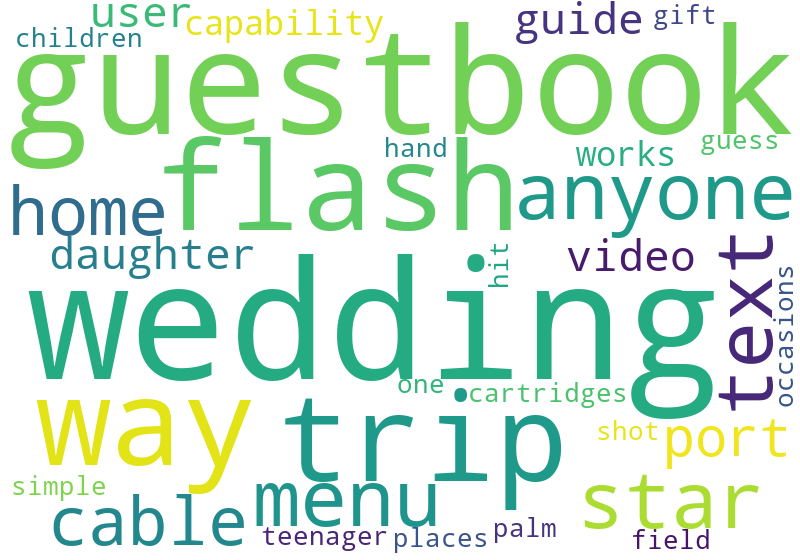 user
capability
guide
gift
children
guestbook
flash
hand
works
guess
home
anyone
daughter
hit
video
text
occasions
wedding
one
cartridges
way
trip
shot
port
simple
cable
menu
star
teenager
places
palm
field